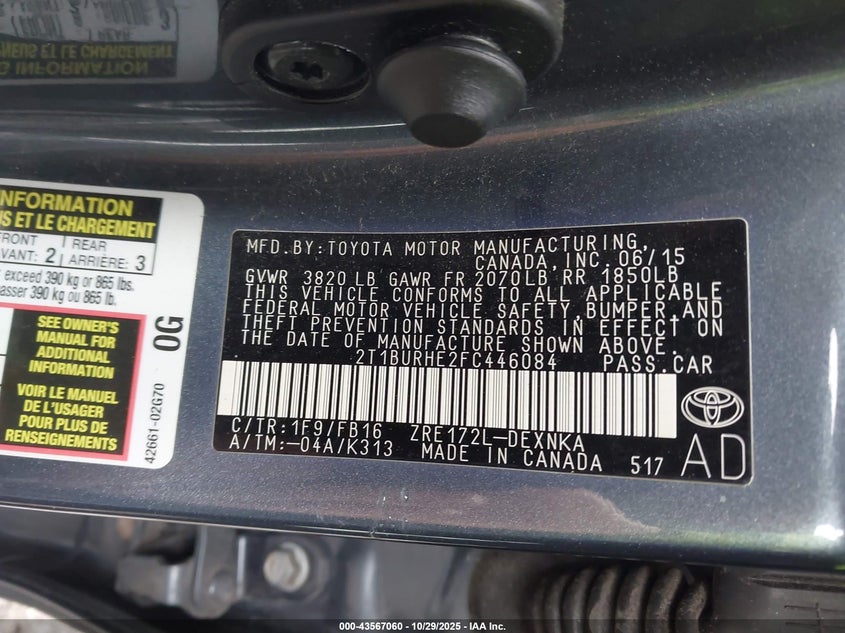 INFORMATION
ET LE CHARGEMENT
FRONT
AVANT: 2
REAR
ARRIÈRE: 3
exceed 390 kg or 865 lbs.
passer 390 kg ou 865 lb.
SEE OWNER'S
MANUAL FOR
ADDITIONAL
INFORMATION
VOIR LE MANUEL
DE L'USAGER
POUR PLUS DE
RENSEIGNEMENTS
0G
42661-02G70
MFD.BY:TOYOTA MOTOR MANUFACTURING,
CANADA, INC. 06/15
GVWR 3820 LB GAWR FR 2070LB RR 1850LB
THIS VEHICLE CONFORMS TO ALL APPLICABLE
FEDERAL MOTOR VEHICLE SAFETY, BUMPER, AND
THEFT PREVENTION STANDARDS IN EFFECT ON
THE DATE OF MANUFACTURE SHOWN ABOVE.
2T1BURHE2FC446084 PASS.CAR
C/TR:1F9/FB16 ZRE172L-DEXNKA
A/TM:-04A/K313 MADE IN CANADA 517
AD
000-43567060 - 10/29/2025 - IAA Inc.